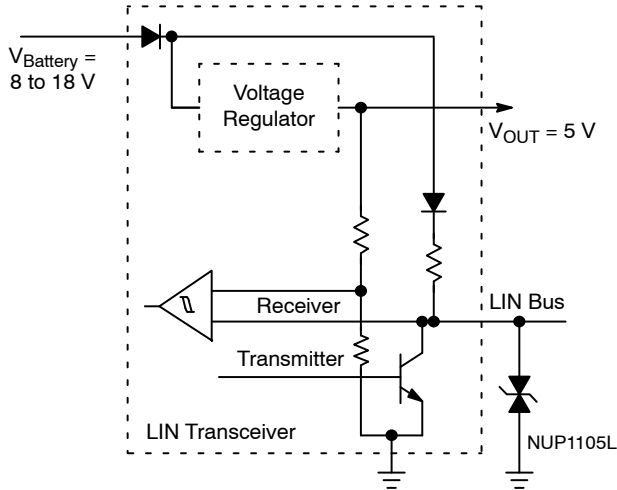 V_Battery =
8 to 18 V
Voltage
Regulator
V_OUT = 5 V
Receiver
LIN Bus
Transmitter
LIN Transceiver
NUP1105L